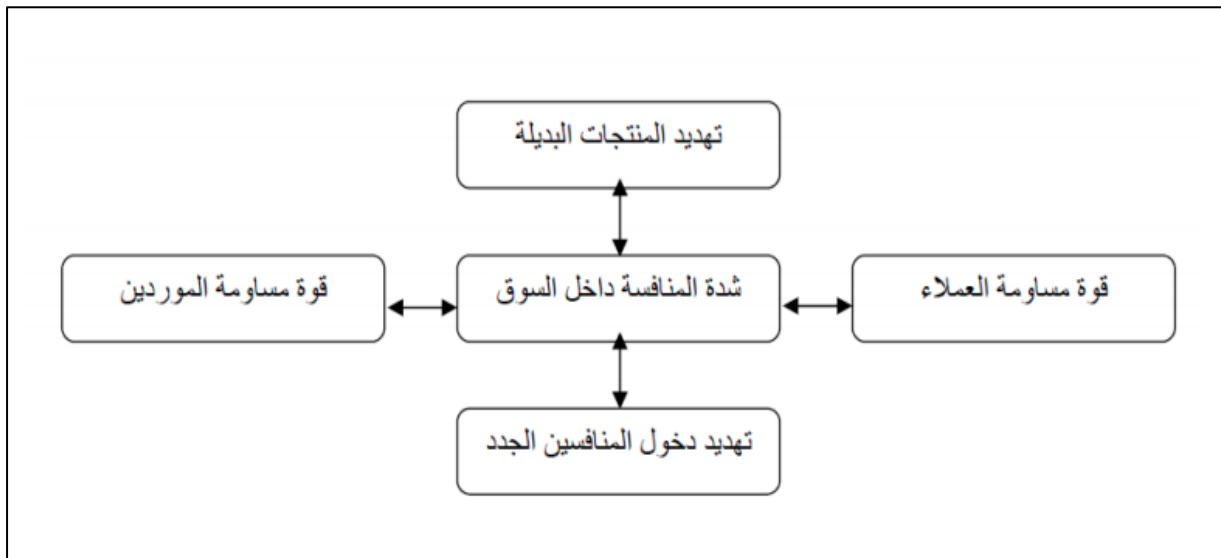 تهديد المنتجات البديلة
قوة مساومة العملاء
شدة المنافسة داخل السوق
قوة مساومة الموردين
تهديد دخول المنافسين الجدد